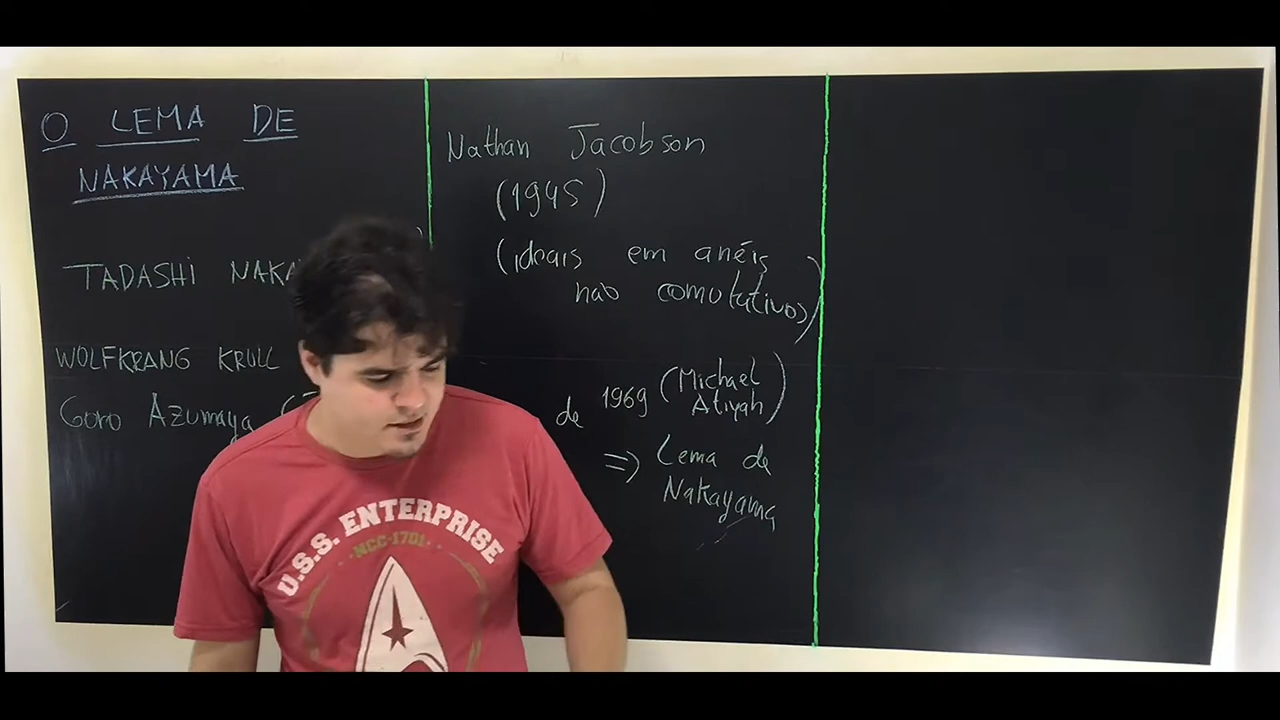 O LEMA DE
NAKAYAMA
TADASHI
WOLFKRANG KRULL
Goro Azumaya
Nathan Jacobson
(1945)
(ideais em anéis
não comutativos)
de 1969 (Michael
Atiyah)
=> Lema de
Nakayama
U.S.S. ENTERPRISE
·NCC-1701·